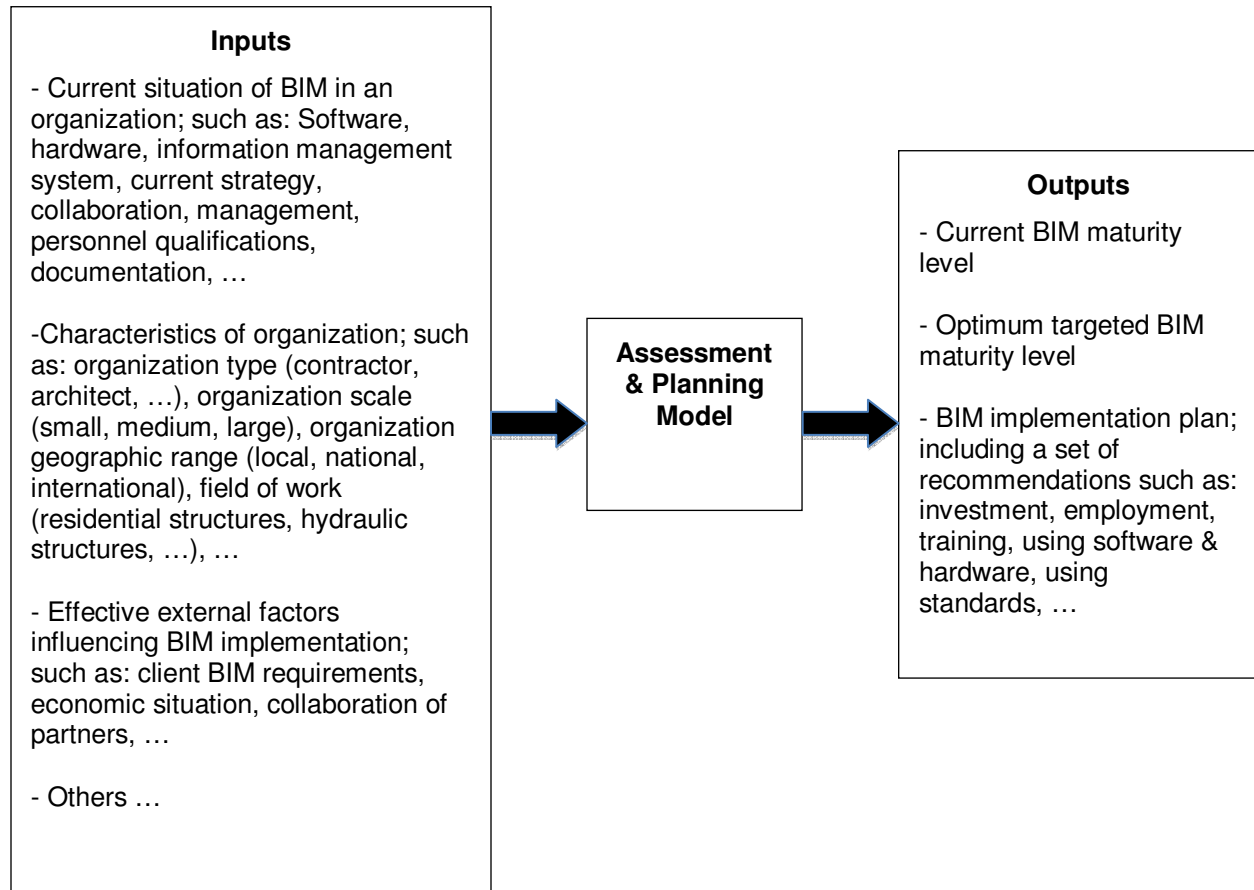 Inputs
- Current situation of BIM in an
organization; such as: Software,
hardware, information management
system, current strategy,
collaboration, management,
personnel qualifications,
documentation, …
-Characteristics of organization; such
as: organization type (contractor,
architect, …), organization scale
(small, medium, large), organization
geographic range (local, national,
international), field of work
(residential structures, hydraulic
structures, …), …
- Effective external factors
influencing BIM implementation;
such as: client BIM requirements,
economic situation, collaboration of
partners, …
- Others …
Assessment
& Planning
Model
Outputs
- Current BIM maturity
level
- Optimum targeted BIM
maturity level
- BIM implementation plan;
including a set of
recommendations such as:
investment, employment,
training, using software &
hardware, using
standards, …